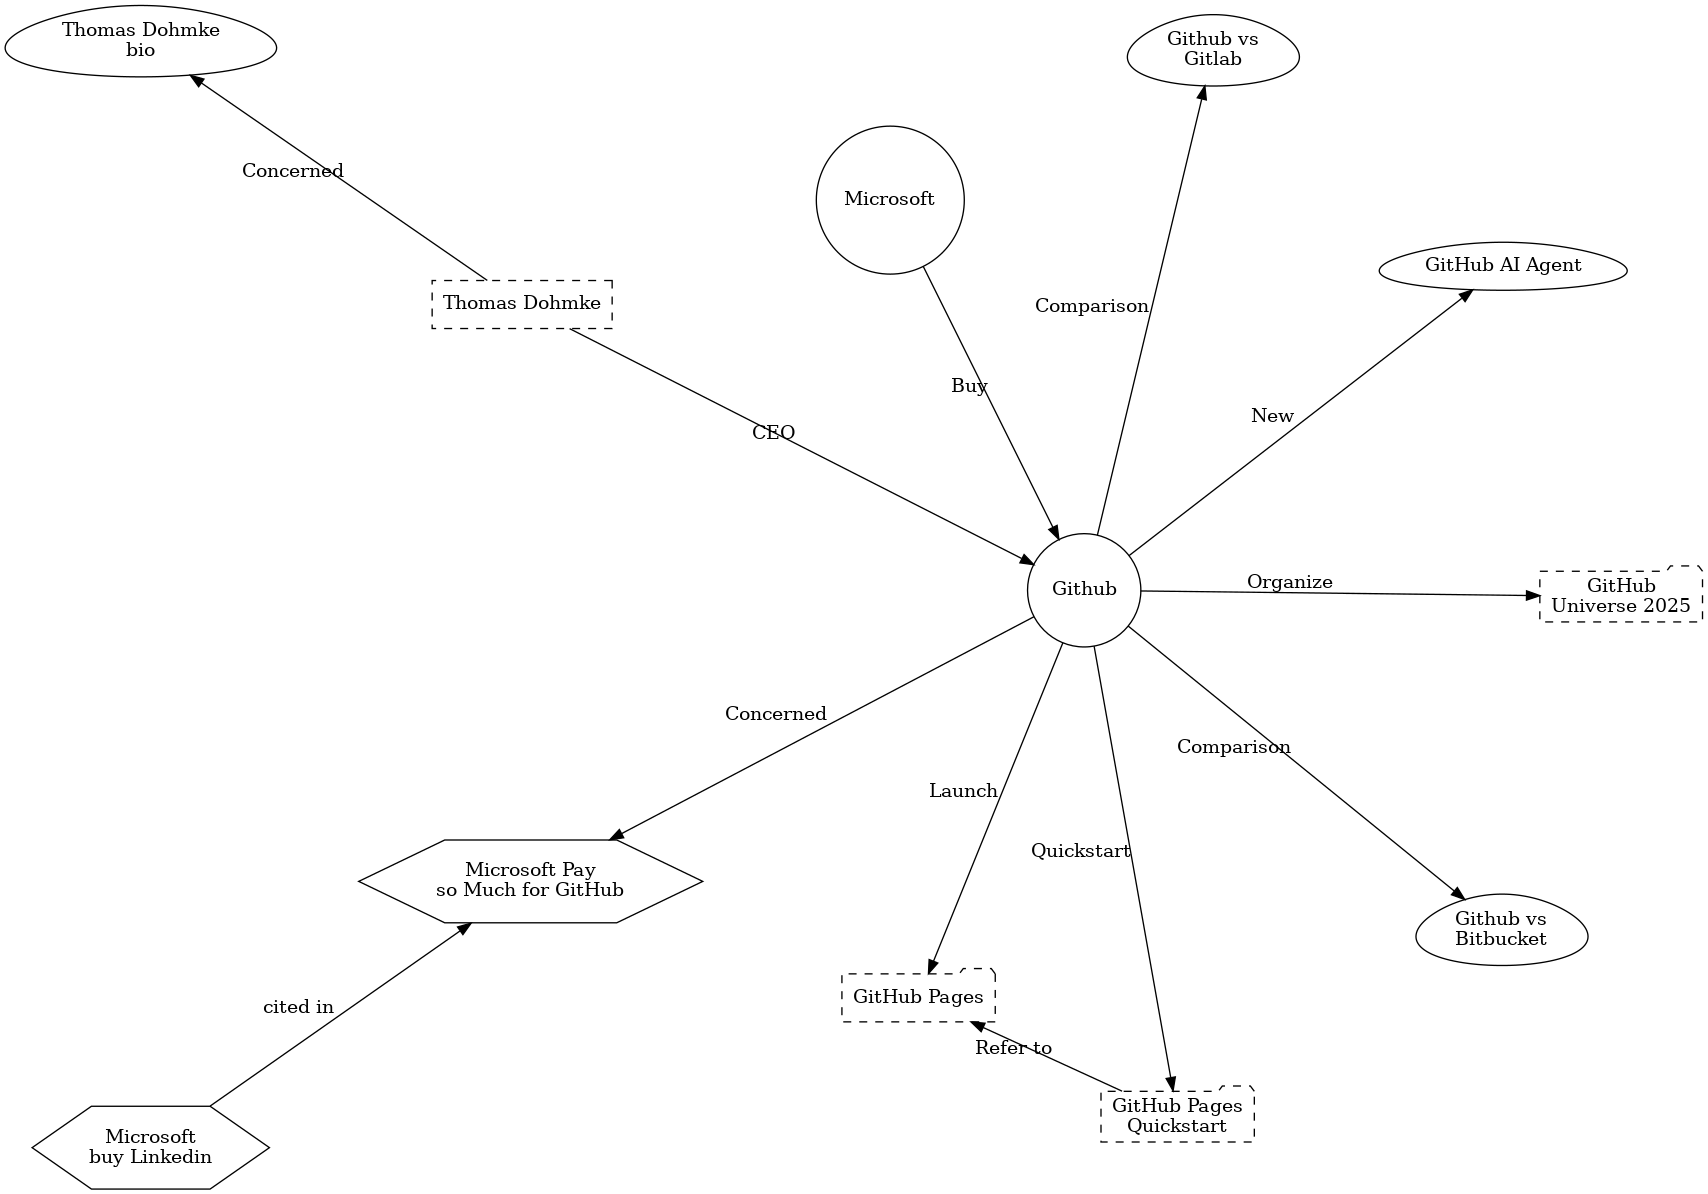 Thomas Dohmke
bio
Github vs
Gitlab
Concerned
Microsoft
GitHub AI Agent
Thomas Dohmke
Comparison
Buy
New
CEO
Github
Organize
GitHub
Universe 2025
Concerned
Comparison
Launch
Quickstart
Microsoft Pay
so Much for GitHub
Github vs
Bitbucket
cited in
GitHub Pages
Refer to
GitHub Pages
Quickstart
Microsoft
buy Linkedin